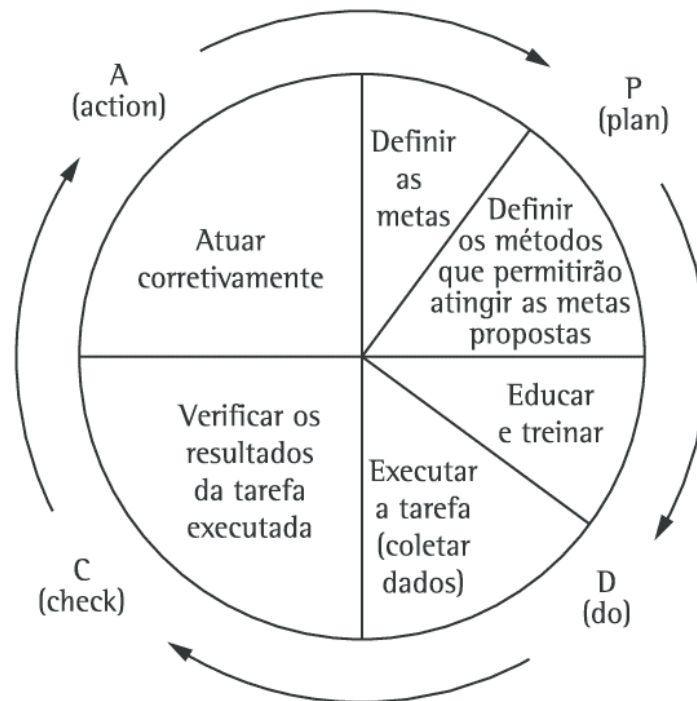 A
(action)
P
(plan)
Definir
as
metas
Definir
os métodos
que permitirão
atingir as metas
propostas
Atuar
corretivamente
Educar
e treinar
Executar
a tarefa
(coletar
dados)
Verificar os
resultados
da tarefa
executada
C
(check)
D
(do)